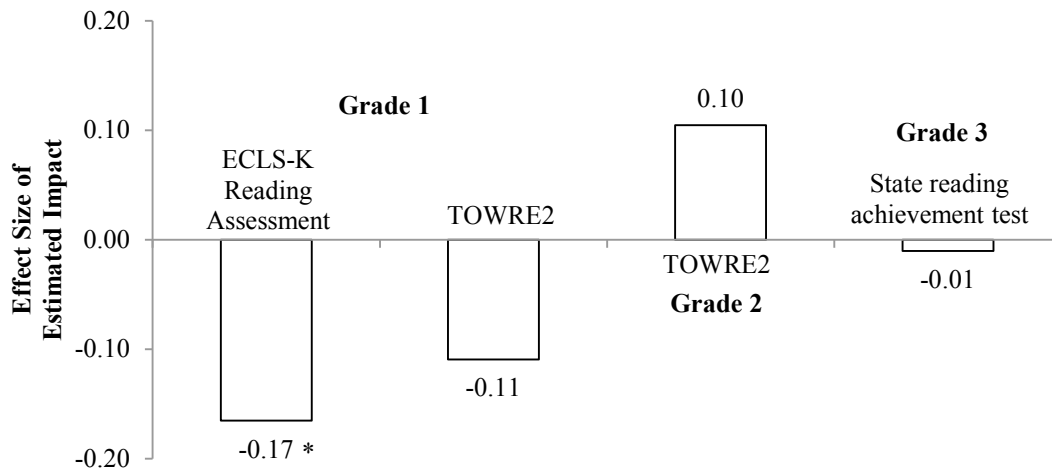 0.20
0.10
0.00
-0.10
-0.20
Effect Size of
Estimated Impact
Grade 1
ECLS-K
Reading
Assessment
-0.17 *
TOWRE2
-0.11
0.10
TOWRE2
Grade 2
Grade 3
State reading
achievement test
-0.01